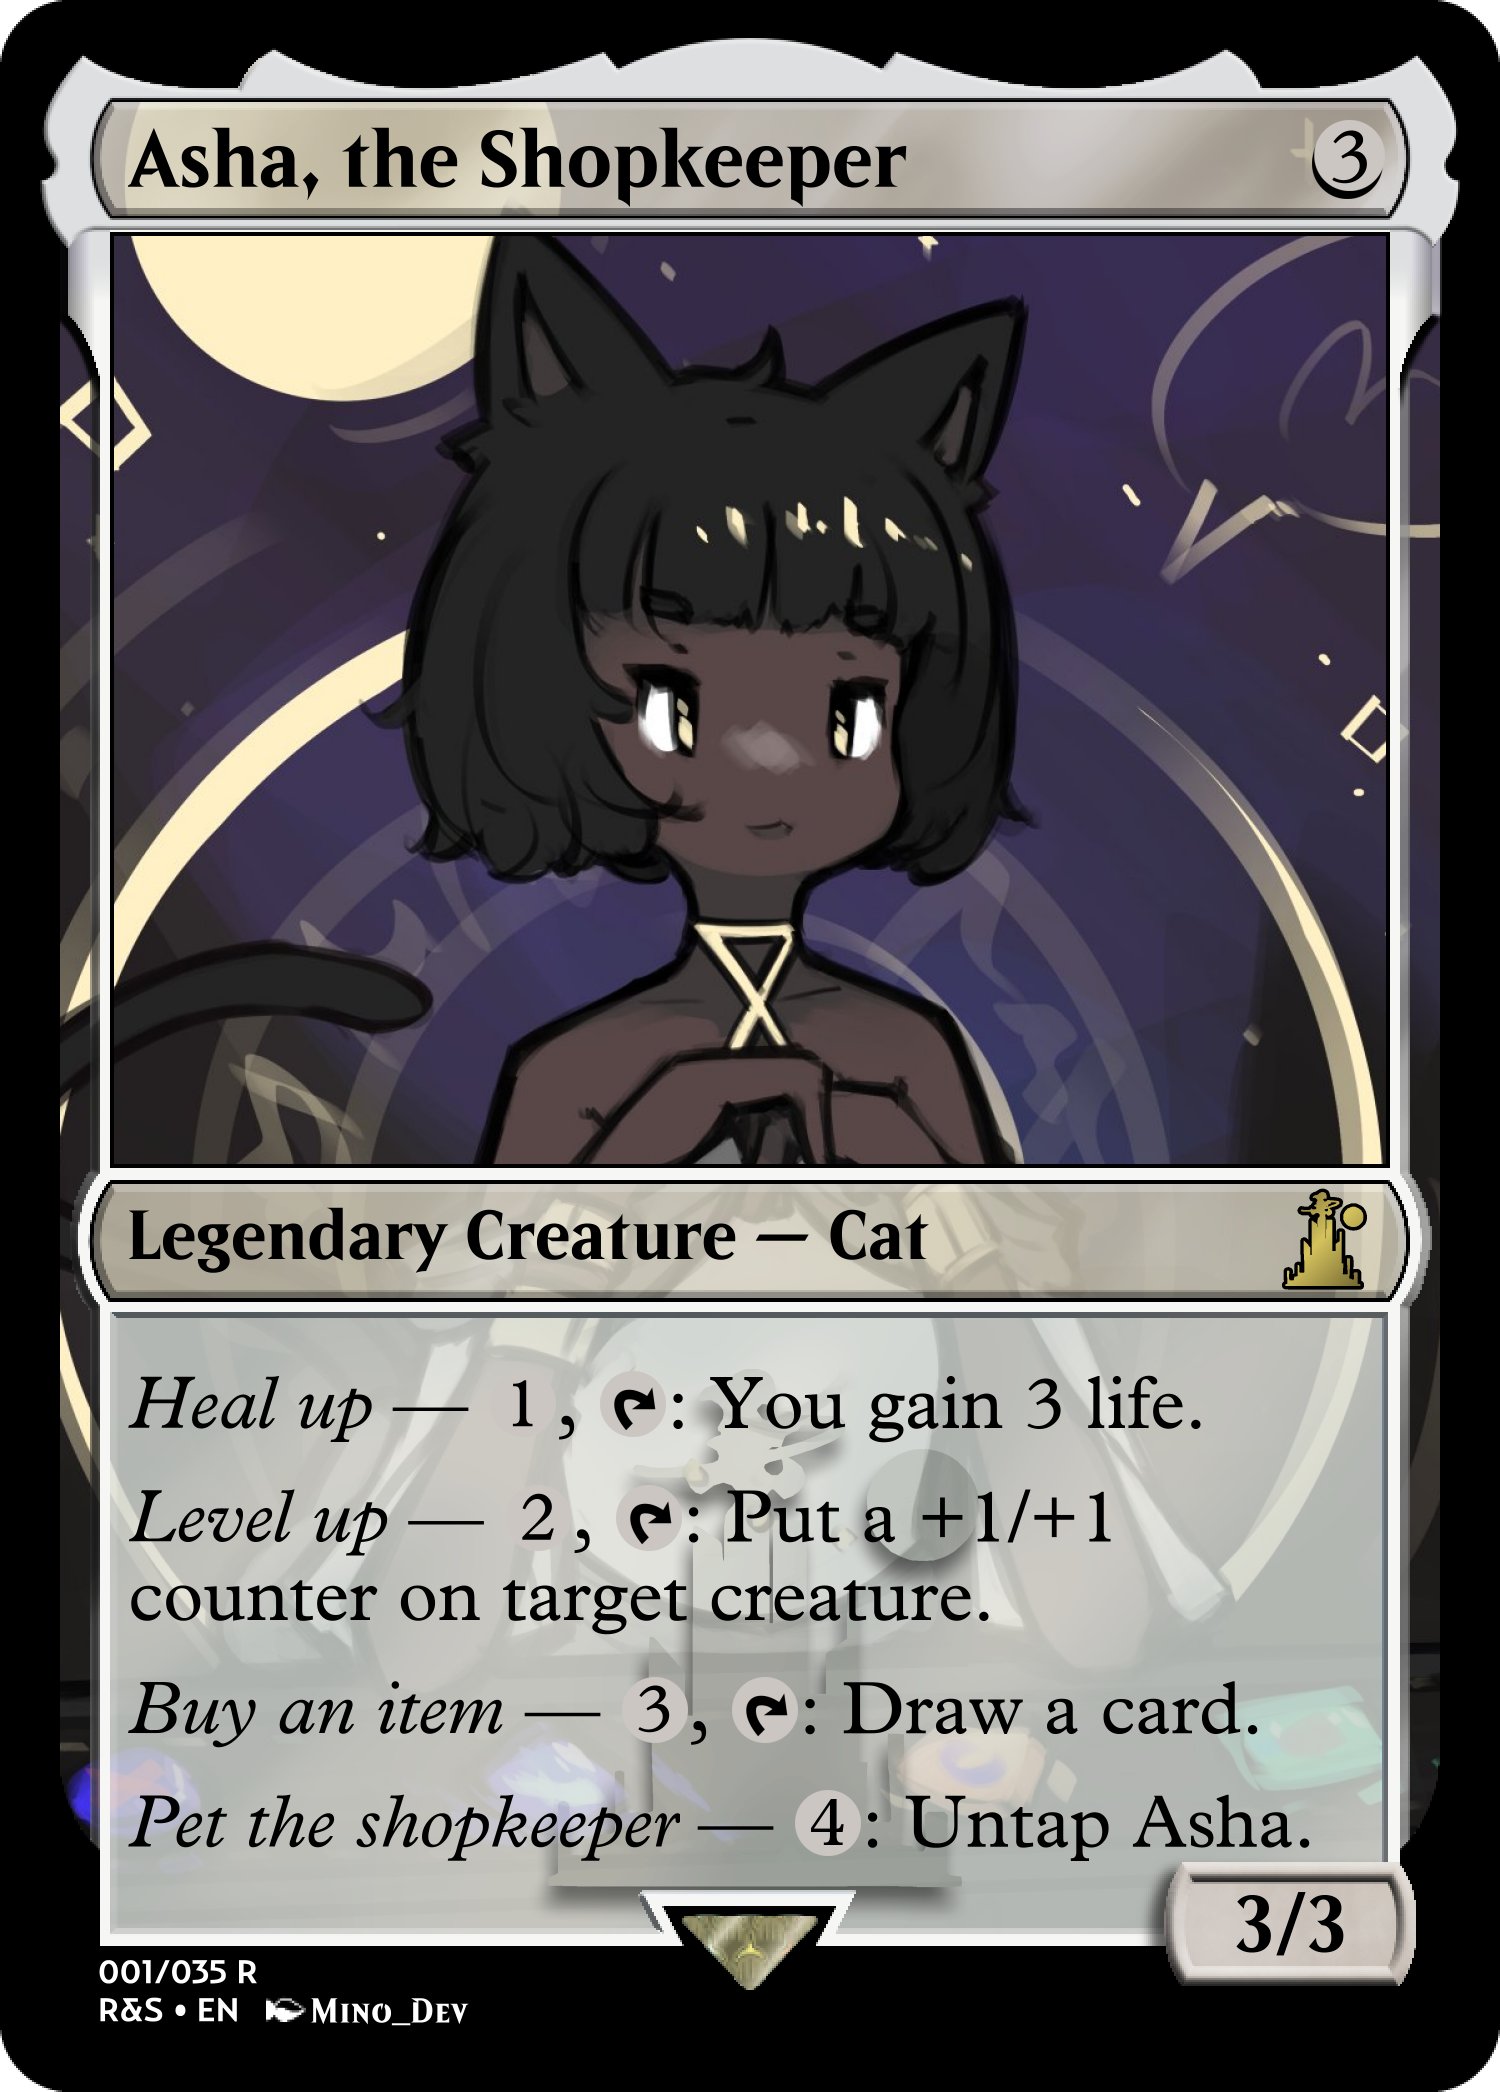 Asha, the Shopkeeper 3
Legendary Creature — Cat
Heal up — 1, : You gain 3 life.
Level up — 2, : Put a +1/+1
counter on target creature.
Buy an item — 3, : Draw a card.
Pet the shopkeeper — 4: Untap Asha.
3/3
001/035 R
R&S • EN Mino_Dev